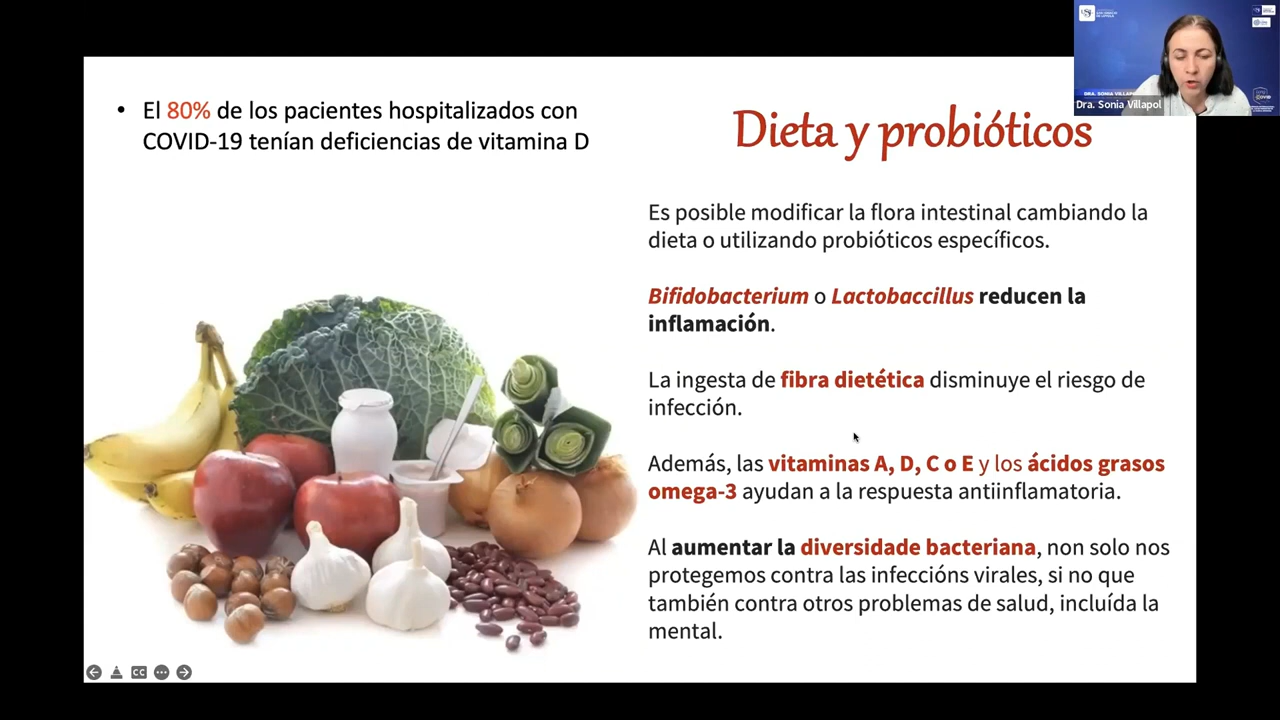 • El 80% de los pacientes hospitalizados con
COVID-19 tenían deficiencias de vitamina D
Dieta y probióticos
Es posible modificar la flora intestinal cambiando la
dieta o utilizando probióticos específicos.
Bifidobacterium o Lactobaccillus reducen la
inflamación.
La ingesta de fibra dietética disminuye el riesgo de
infección.
Además, las vitaminas A, D, C o E y los ácidos grasos
omega-3 ayudan a la respuesta antiinflamatoria.
Al aumentar la diversidade bacteriana, non solo nos
protegemos contra las infeccións virales, si no que
también contra otros problemas de salud, incluída la
mental.
DRA. SONIA VILLAP
Dra. Sonia Villapol
CC